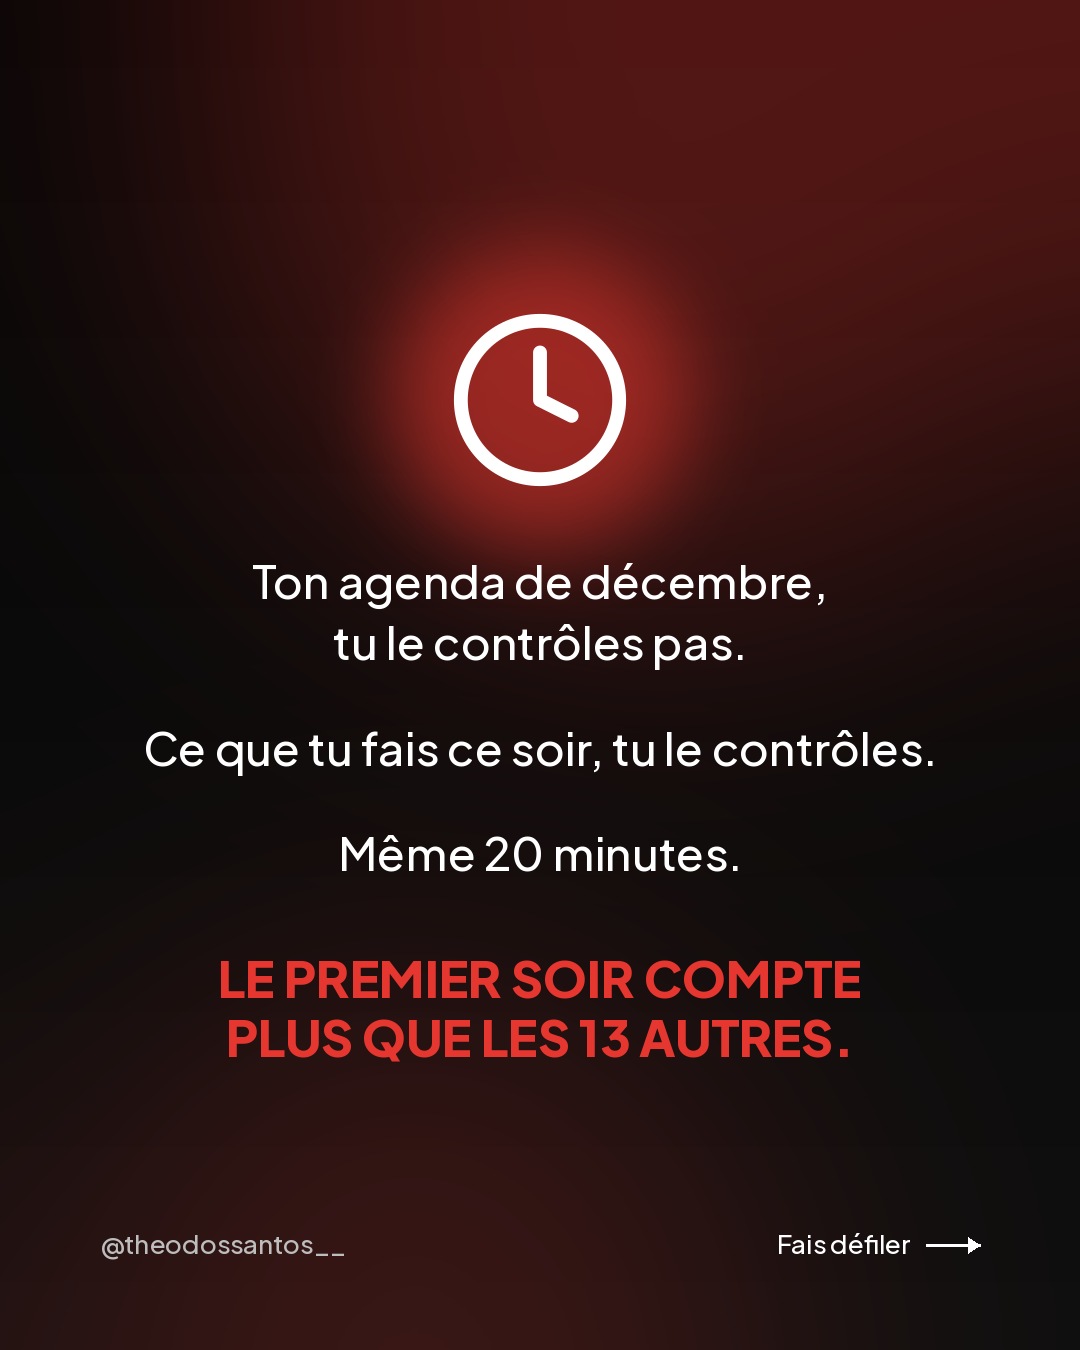 Ton agenda de décembre,
tu le contrôles pas.
Ce que tu fais ce soir, tu le contrôles.
Même 20 minutes.
LE PREMIER SOIR COMPTE
PLUS QUE LES 13 AUTRES.
@theodossantos__
Fais défiler